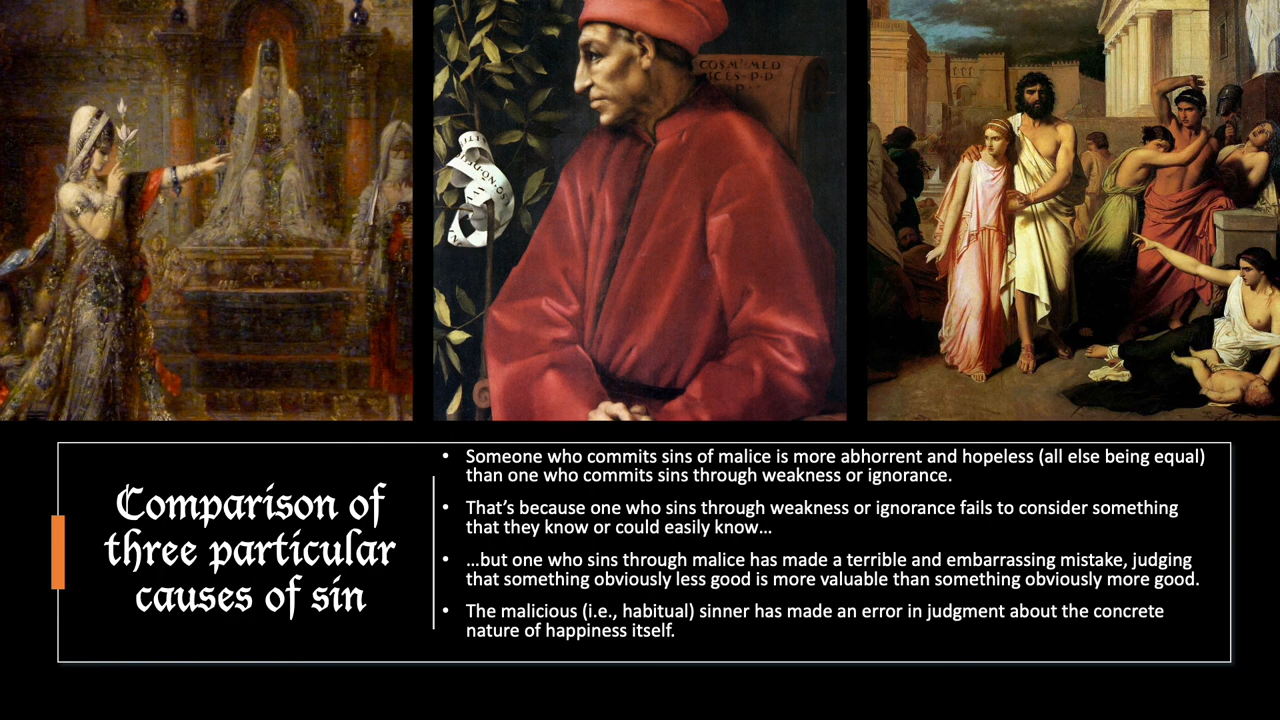 COSM·MED
ICES·P·P
P·
Comparison of
three particular
causes of sin
• Someone who commits sins of malice is more abhorrent and hopeless (all else being equal)
than one who commits sins through weakness or ignorance.
• That’s because one who sins through weakness or ignorance fails to consider something
that they know or could easily know…
• …but one who sins through malice has made a terrible and embarrassing mistake, judging
that something obviously less good is more valuable than something obviously more good.
• The malicious (i.e., habitual) sinner has made an error in judgment about the concrete
nature of happiness itself.